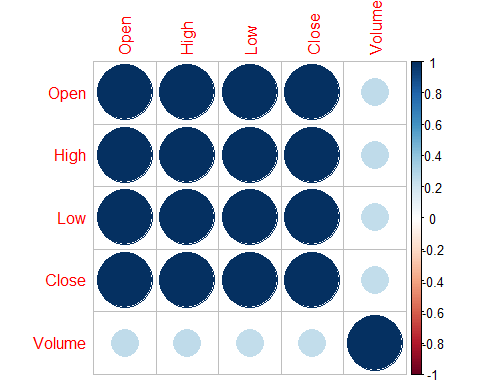 Open
High
Low
Close
Volume
Open
High
Low
Close
Volume
1
0.8
0.6
0.4
0.2
0
-0.2
-0.4
-0.6
-0.8
-1